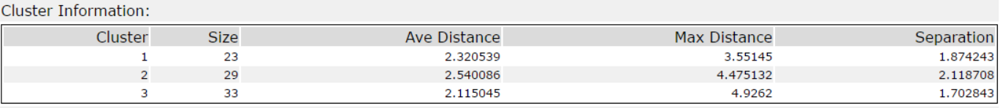 Cluster Information:
Cluster Size Ave Distance Max Distance Separation
1 23 2.320539 3.55145 1.874243
2 29 2.540086 4.475132 2.118708
3 33 2.115045 4.9262 1.702843